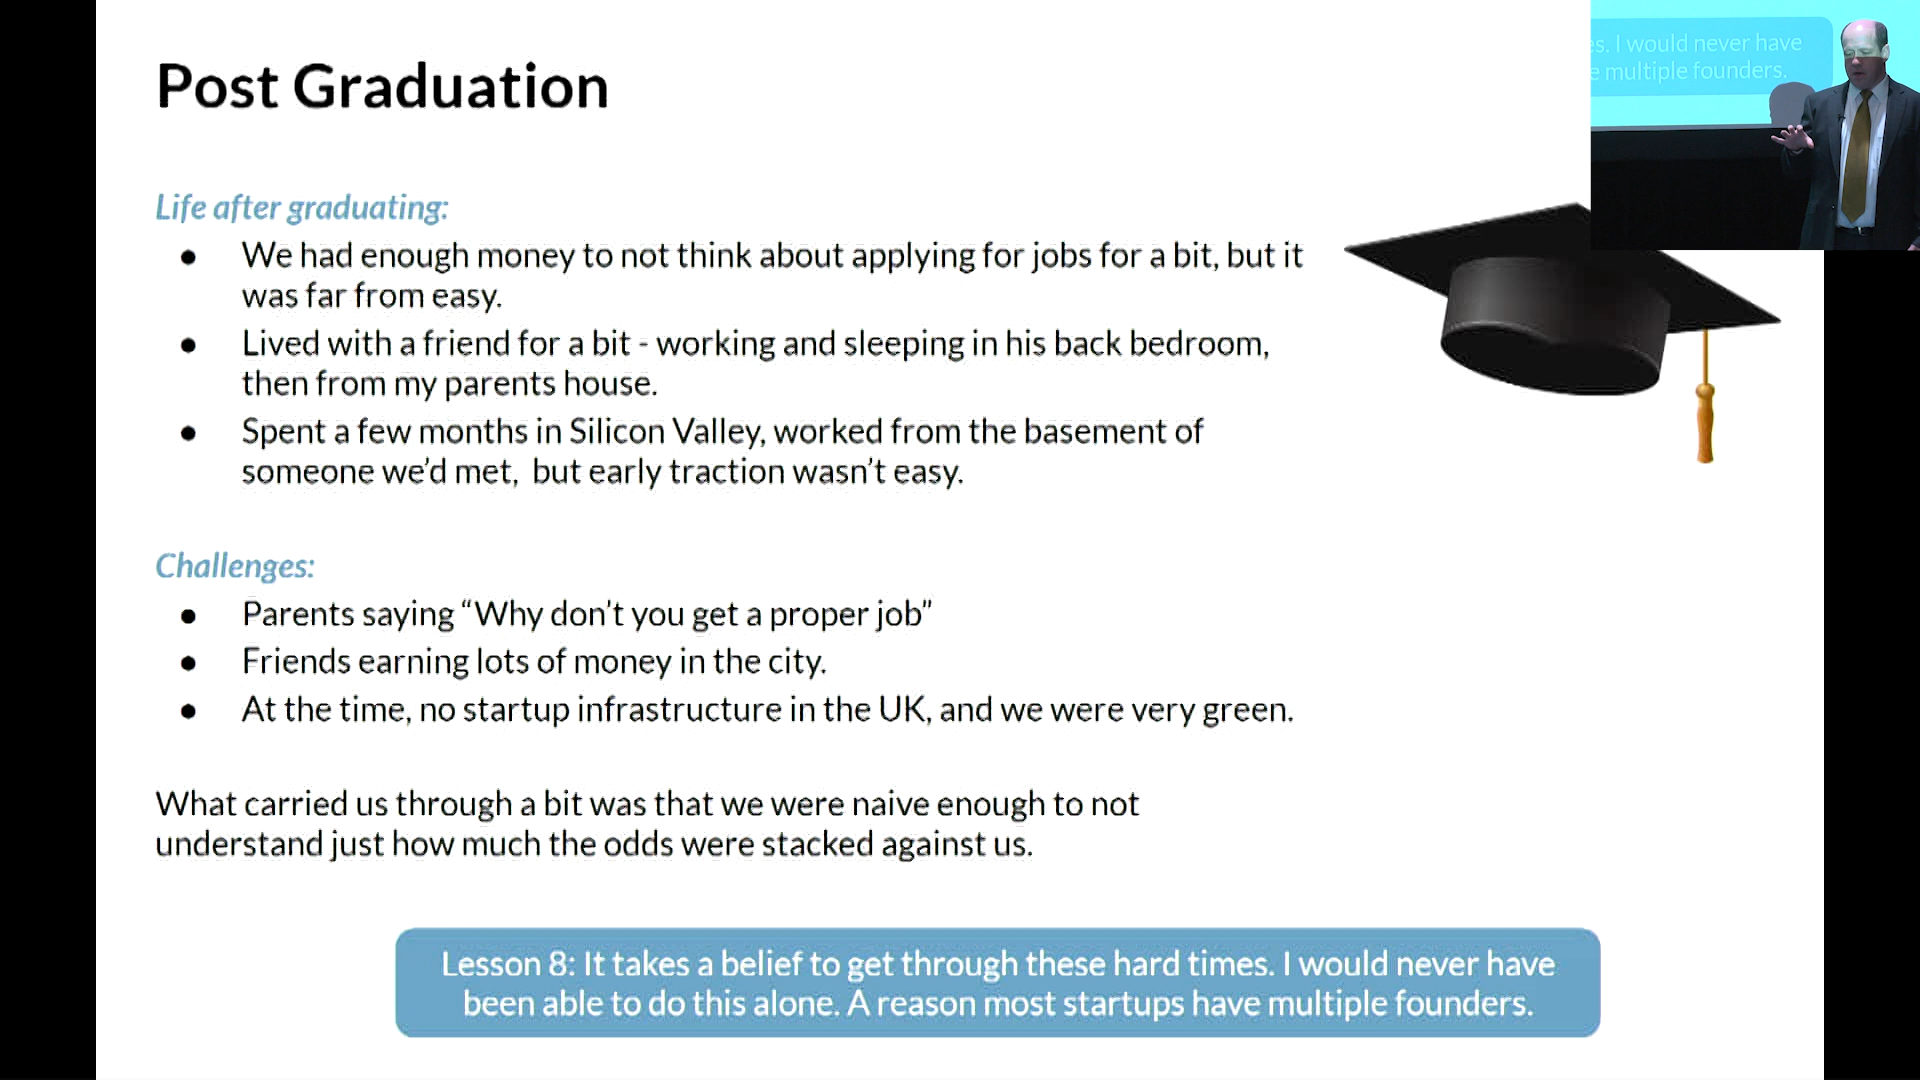 Post Graduation
es. I would never have
e multiple founders.
Life after graduating:
● We had enough money to not think about applying for jobs for a bit, but it
was far from easy.
● Lived with a friend for a bit - working and sleeping in his back bedroom,
then from my parents house.
● Spent a few months in Silicon Valley, worked from the basement of
someone we’d met,  but early traction wasn’t easy.
Challenges:
● Parents saying “Why don’t you get a proper job”
● Friends earning lots of money in the city.
● At the time, no startup infrastructure in the UK, and we were very green.
What carried us through a bit was that we were naive enough to not
understand just how much the odds were stacked against us.
Lesson 8: It takes a belief to get through these hard times. I would never have
been able to do this alone. A reason most startups have multiple founders.